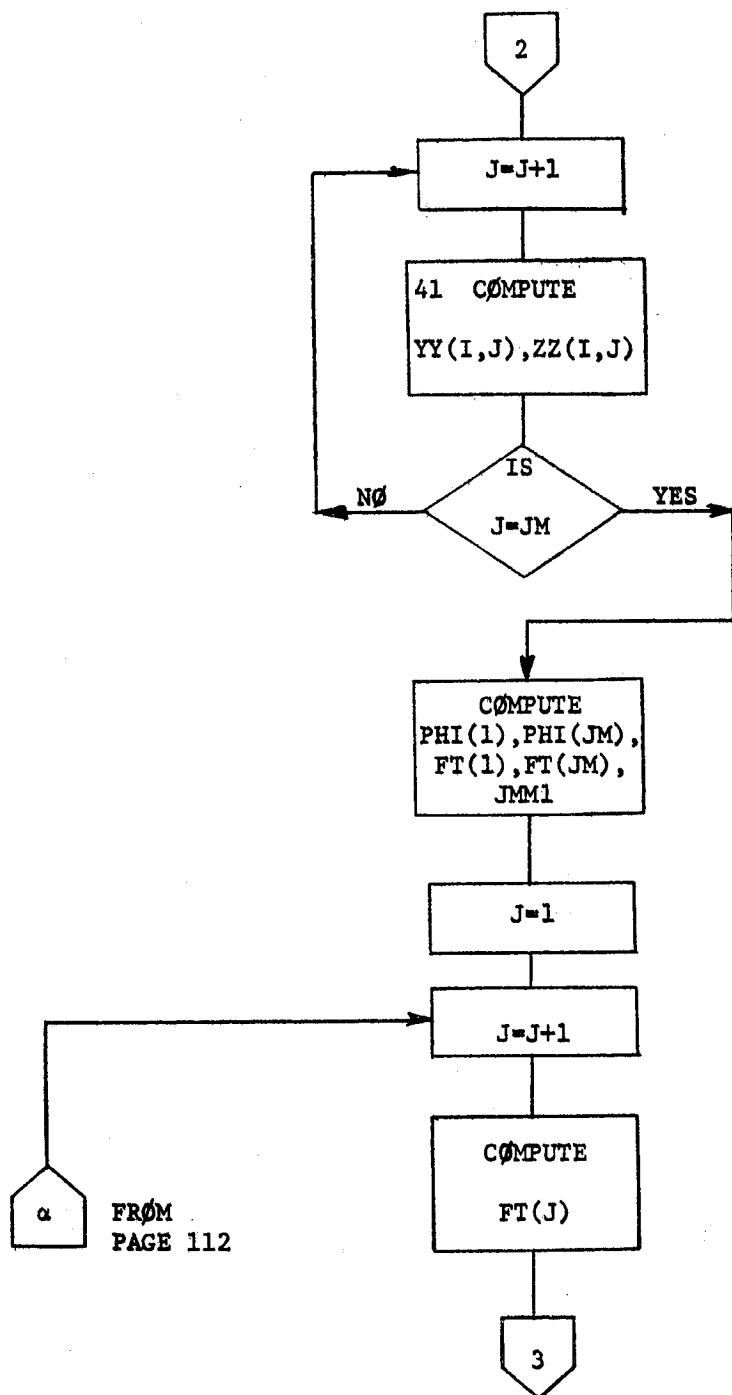 2
J=J+1
41 CØMPUTE
YY(I,J),ZZ(I,J)
IS
J=JM
NØ
YES
CØMPUTE
PHI(1),PHI(JM),
FT(1),FT(JM),
JMM1
J=1
J=J+1
CØMPUTE
FT(J)
α
FRØM
PAGE 112
3